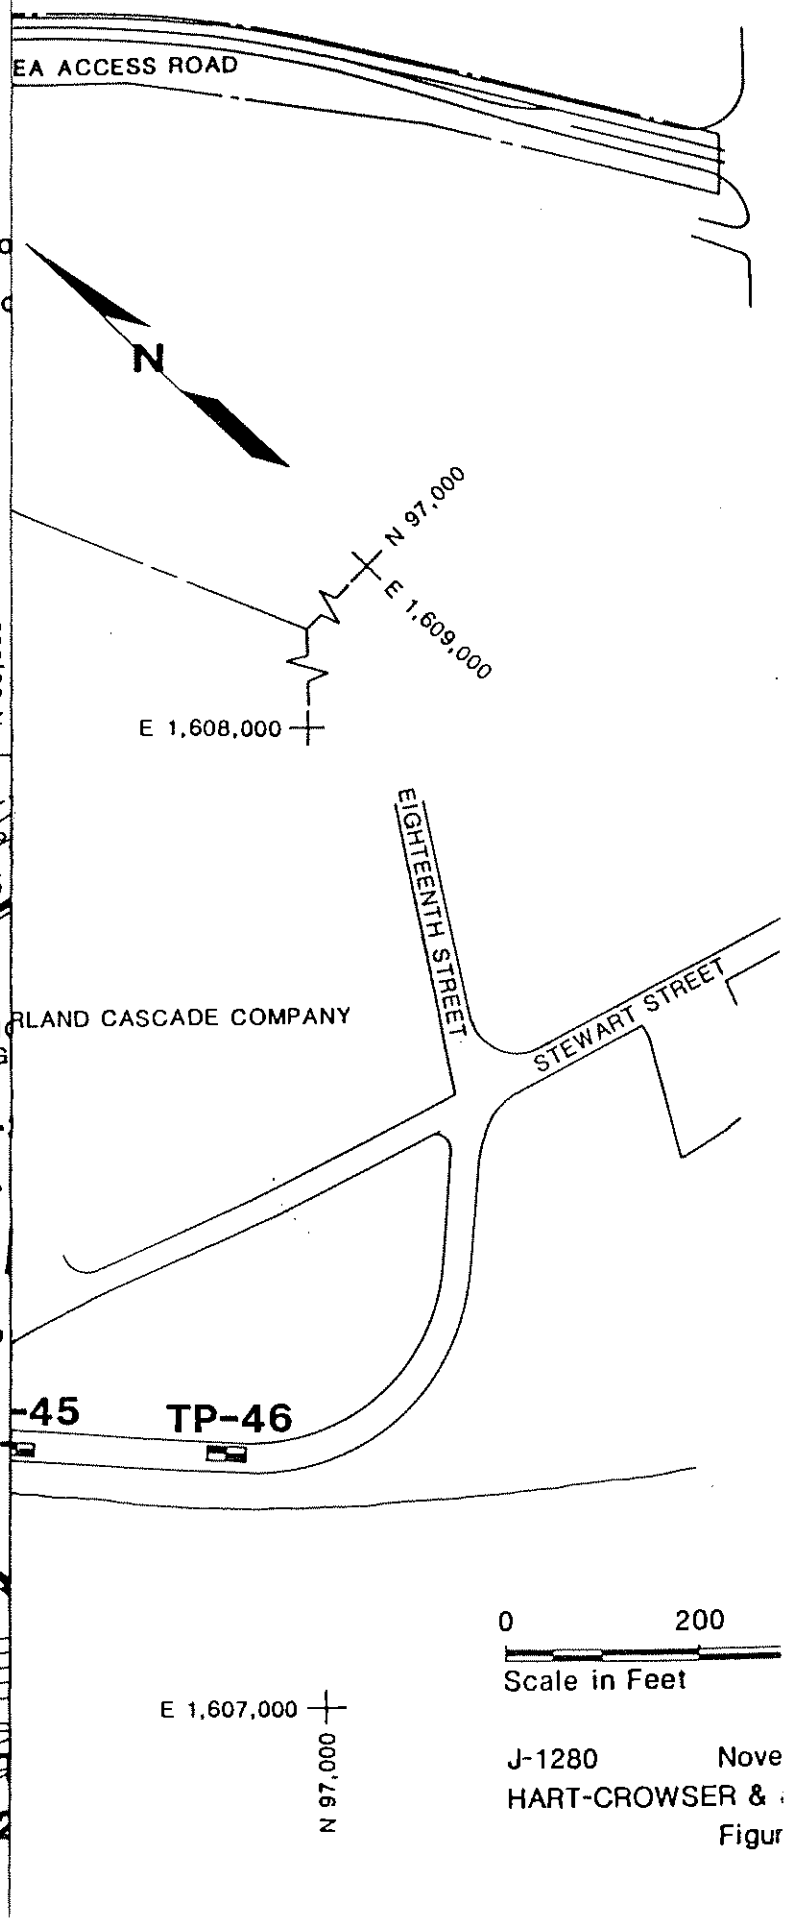 EA ACCESS ROAD
N
N 97,000
E 1,609,000
E 1,608,000
EIGHTEENTH STREET
STEWART STREET
RLAND CASCADE COMPANY
-45
TP-46
0 200
Scale in Feet
E 1,607,000
N 97,000
J-1280 Nove
HART-CROWSER &
Figur